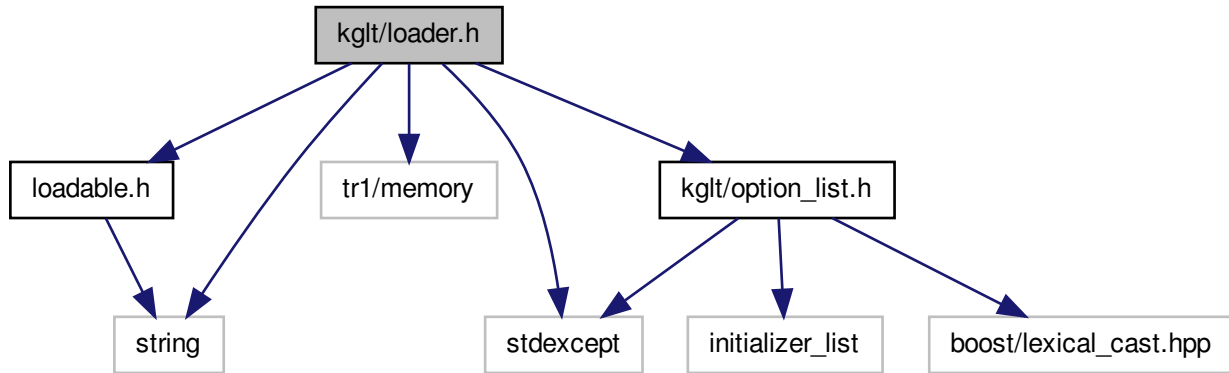 kglt/loader.h
loadable.h
tr1/memory
kglt/option_list.h
string
stdexcept
initializer_list
boost/lexical_cast.hpp